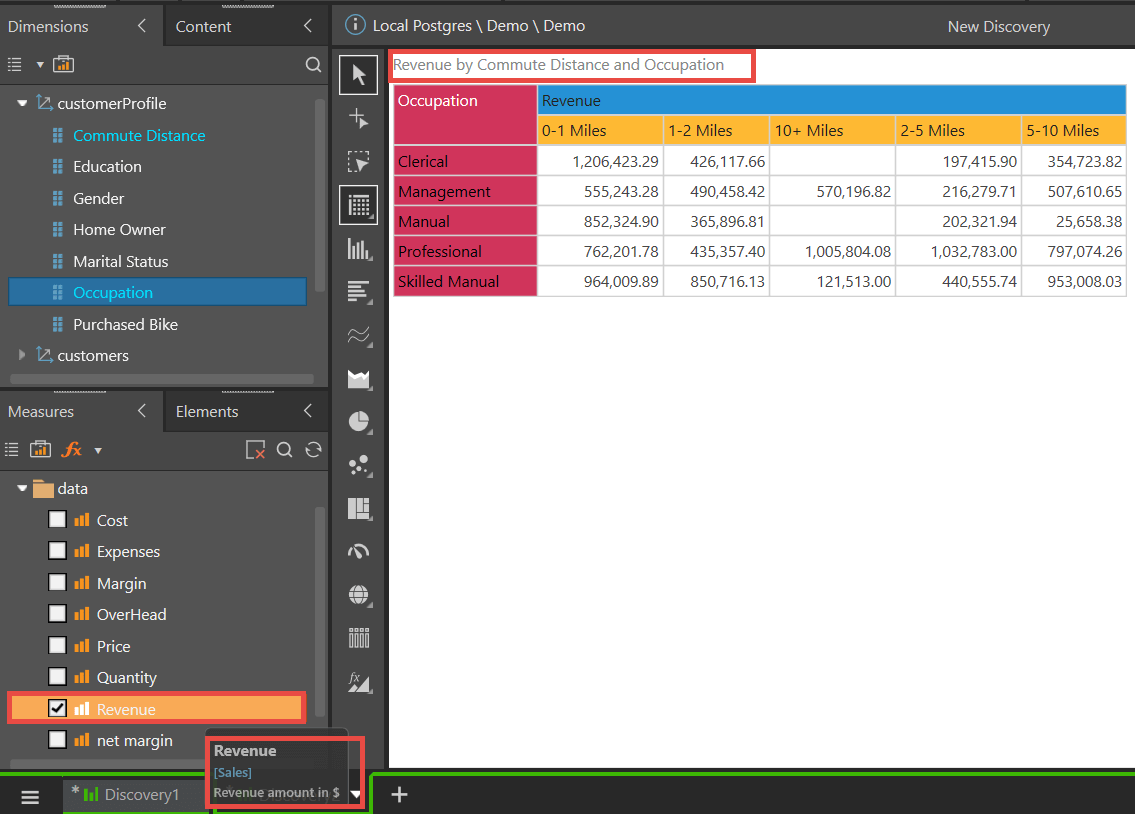 Dimensions
Content
Local Postgres \ Demo \ Demo
New Discovery
customerProfile
Commute Distance
Education
Gender
Home Owner
Marital Status
Occupation
Purchased Bike
customers
Measures
Elements
fx
data
Cost
Expenses
Margin
OverHead
Price
Quantity
Revenue
net margin
fx
Revenue by Commute Distance and Occupation
Occupation Revenue
0-1 Miles 1-2 Miles 10+ Miles 2-5 Miles 5-10 Miles
Clerical 1,206,423.29 426,117.66 197,415.90 354,723.82
Management 555,243.28 490,458.42 570,196.82 216,279.71 507,610.65
Manual 852,324.90 365,896.81 202,321.94 25,658.38
Professional 762,201.78 435,357.40 1,005,804.08 1,032,783.00 797,074.26
Skilled Manual 964,009.89 850,716.13 121,513.00 440,555.74 953,008.03
Revenue
[Sales]
Revenue amount in $
* Discovery1
+